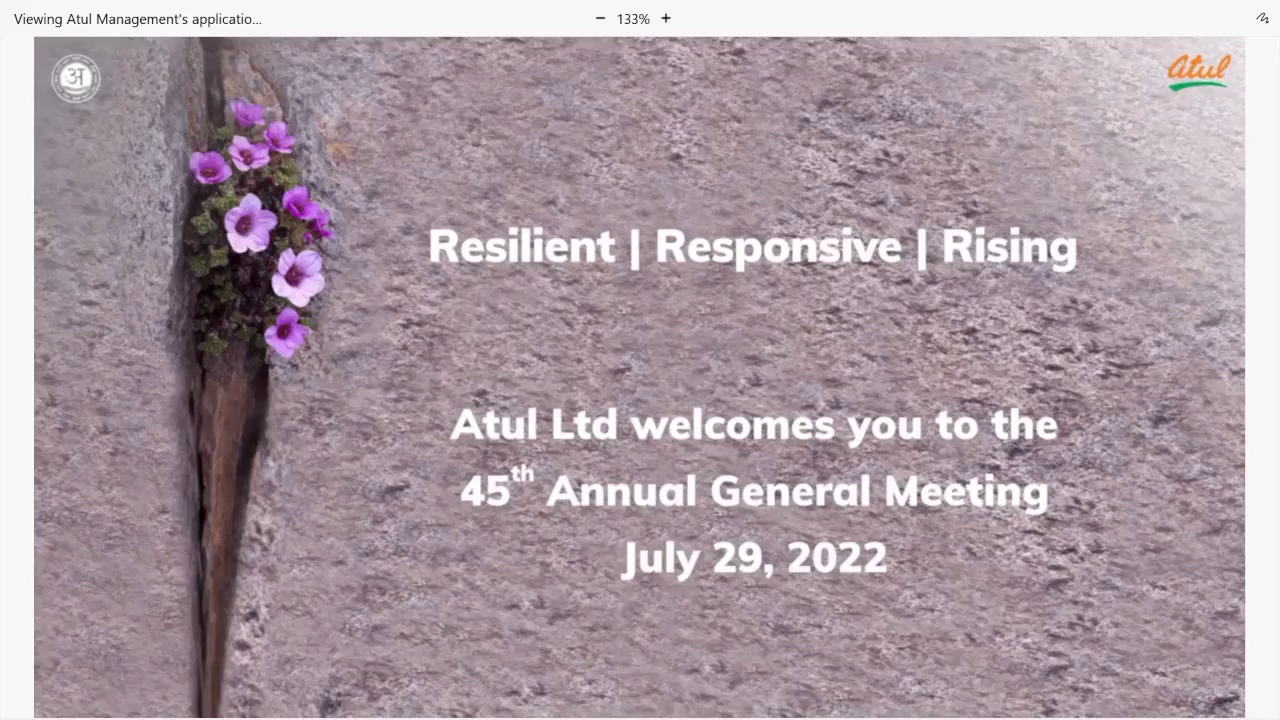 Viewing Atul Management's applicatio...
− 133% +
अ
Atul
Resilient | Responsive | Rising
Atul Ltd welcomes you to the
45th Annual General Meeting
July 29, 2022